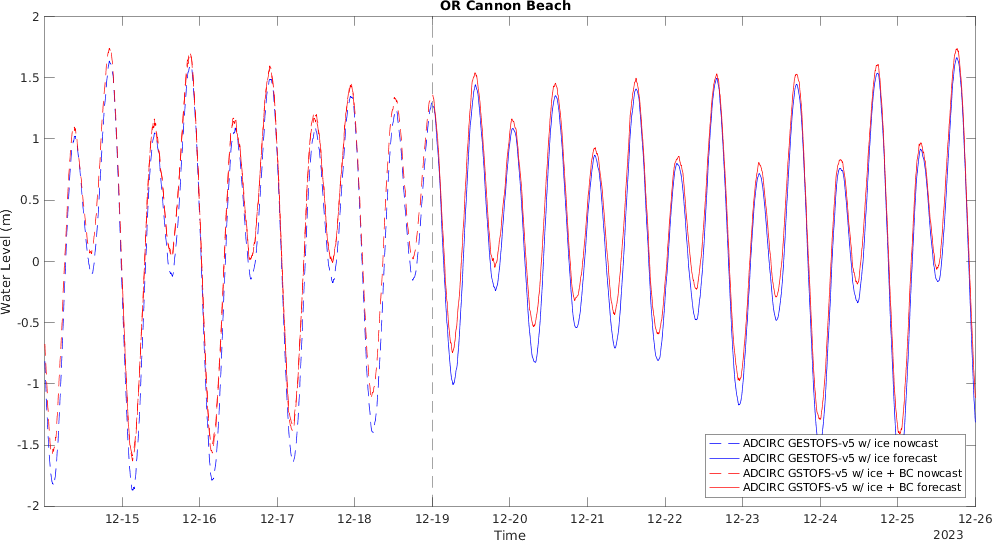 OR Cannon Beach
2
1.5
1
0.5
0
-0.5
-1
-1.5
-2
Water Level (m)
12-15 12-16 12-17 12-18 12-19 12-20 12-21 12-22 12-23 12-24 12-25 12-26
Time
2023
ADCIRC GESTOFS-v5 w/ ice nowcast
ADCIRC GESTOFS-v5 w/ ice forecast
ADCIRC GSTOFS-v5 w/ ice + BC nowcast
ADCIRC GSTOFS-v5 w/ ice + BC forecast